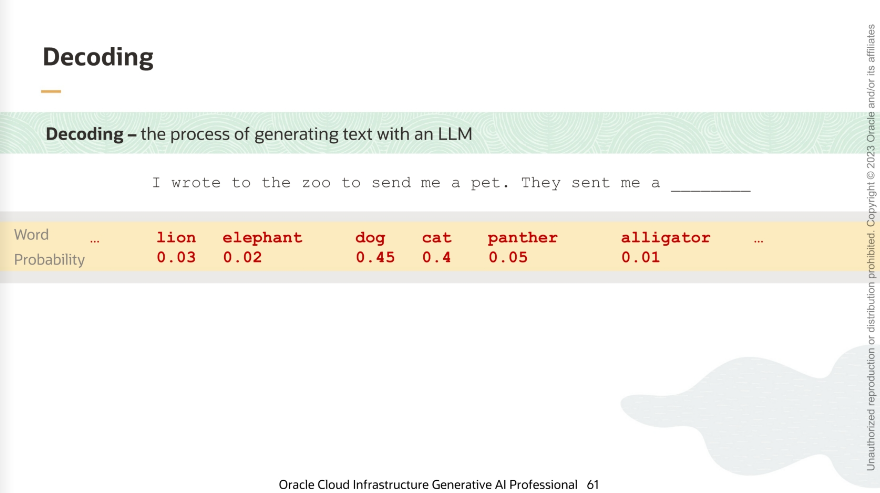 Decoding
Decoding – the process of generating text with an LLM
I wrote to the zoo to send me a pet. They sent me a ________
Word ... lion elephant dog cat panther alligator ...
Probability 0.03 0.02 0.45 0.4 0.05 0.01
Oracle Cloud Infrastructure Generative AI Professional 61
Unauthorized reproduction or distribution prohibited. Copyright © 2023 Oracle and/or its affiliates